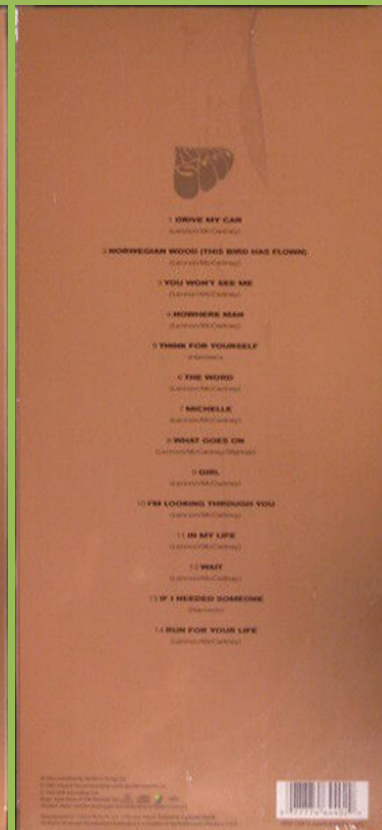 RUBBER SOUL
1 DRIVE MY CAR
(Lennon/McCartney)
2 NORWEGIAN WOOD (THIS BIRD HAS FLOWN)
(Lennon/McCartney)
3 YOU WON'T SEE ME
(Lennon/McCartney)
4 NOWHERE MAN
(Lennon/McCartney)
5 THINK FOR YOURSELF
(Harrison)
6 THE WORD
(Lennon/McCartney)
7 MICHELLE
(Lennon/McCartney)
8 WHAT GOES ON
(Lennon/McCartney/Starkey)
9 GIRL
(Lennon/McCartney)
10 I'M LOOKING THROUGH YOU
(Lennon/McCartney)
11 IN MY LIFE
(Lennon/McCartney)
12 WAIT
(Lennon/McCartney)
13 IF I NEEDED SOMEONE
(Harrison)
14 RUN FOR YOUR LIFE
(Lennon/McCartney)